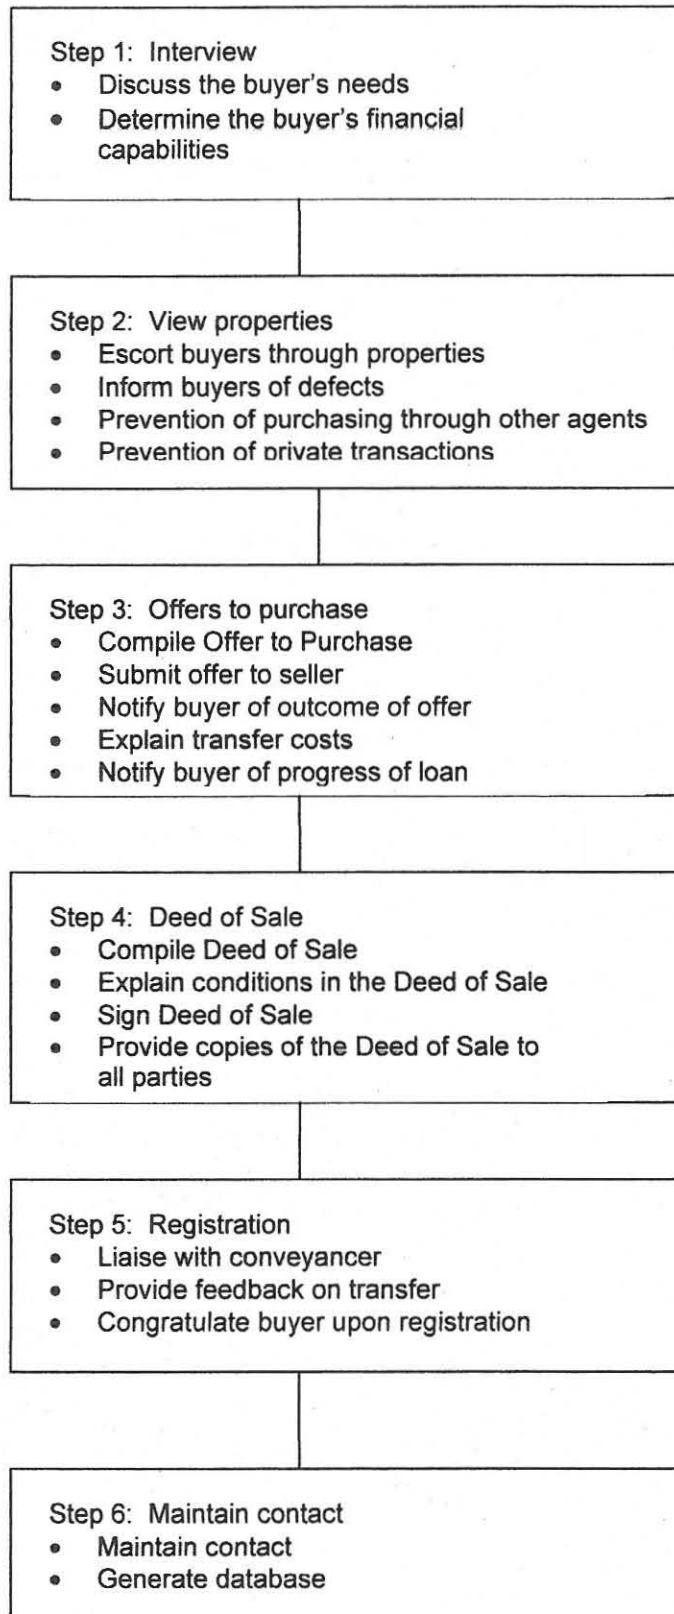 Step 1: Interview
• Discuss the buyer's needs
• Determine the buyer's financial
capabilities
Step 2: View properties
• Escort buyers through properties
• Inform buyers of defects
• Prevention of purchasing through other agents
• Prevention of private transactions
Step 3: Offers to purchase
• Compile Offer to Purchase
• Submit offer to seller
• Notify buyer of outcome of offer
• Explain transfer costs
• Notify buyer of progress of loan
Step 4: Deed of Sale
• Compile Deed of Sale
• Explain conditions in the Deed of Sale
• Sign Deed of Sale
• Provide copies of the Deed of Sale to
all parties
Step 5: Registration
• Liaise with conveyancer
• Provide feedback on transfer
• Congratulate buyer upon registration
Step 6: Maintain contact
• Maintain contact
• Generate database